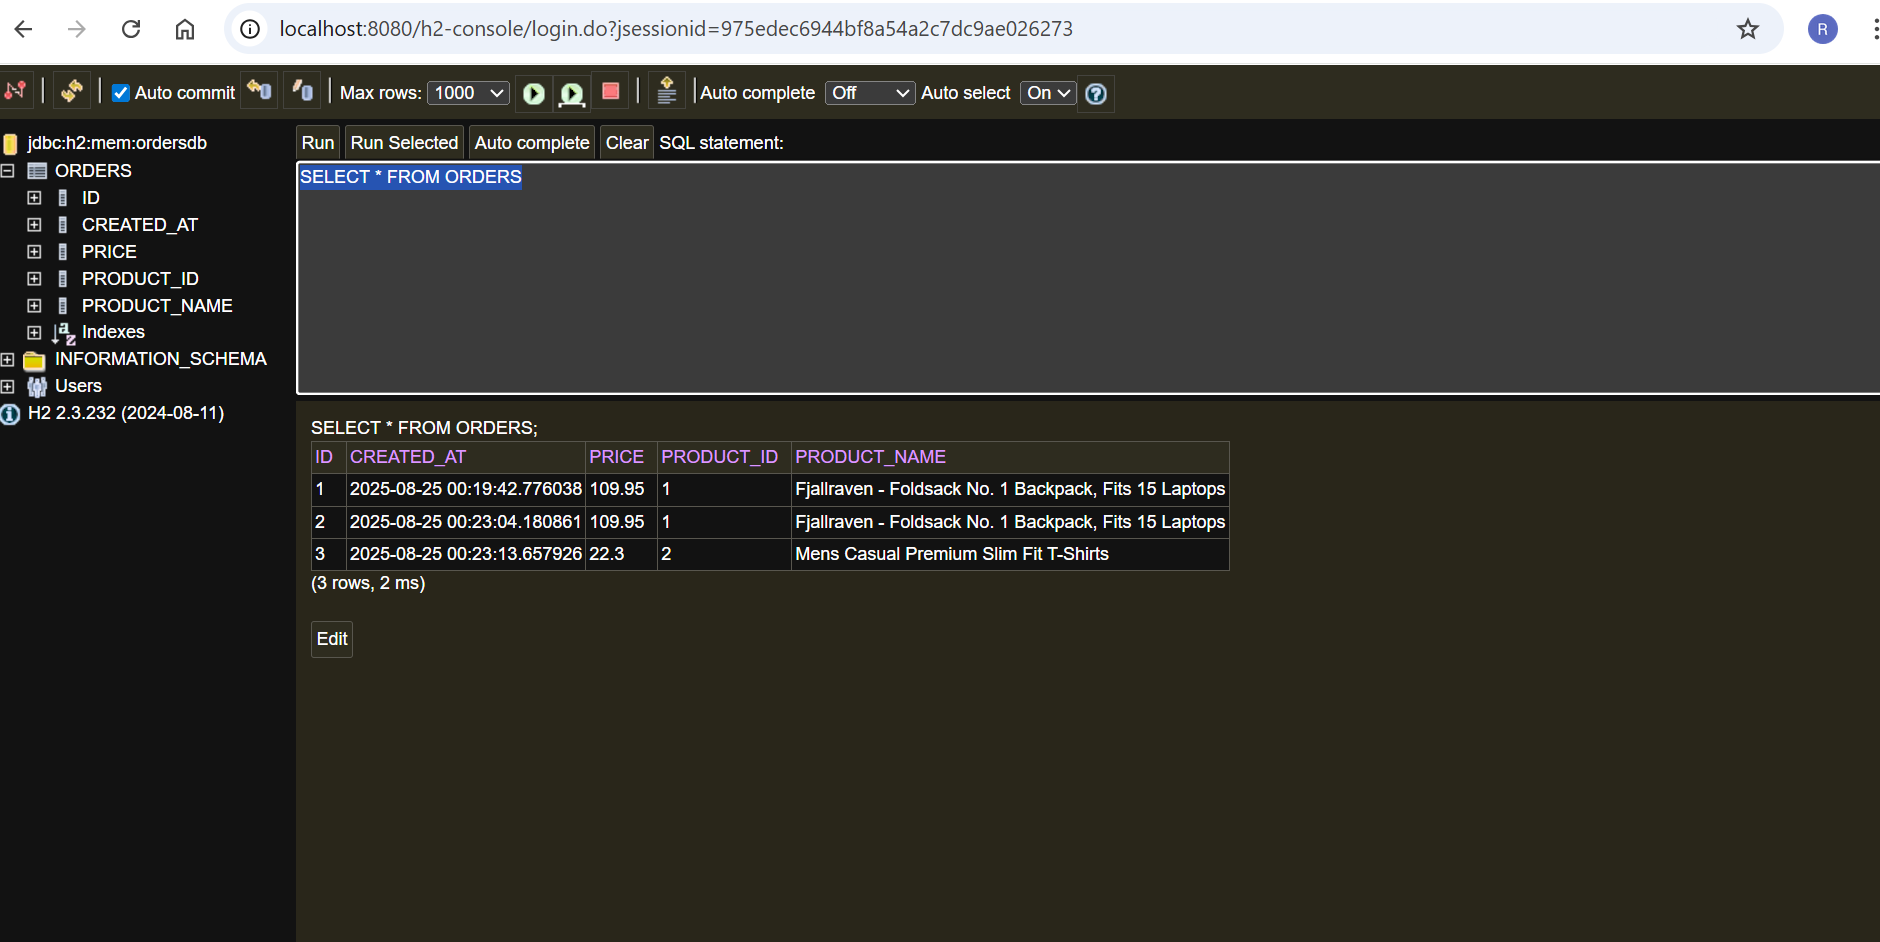 localhost:8080/h2-console/login.do?jsessionid=975edec6944bf8a54a2c7dc9ae026273
R
Auto commit Max rows: 1000 Auto complete Off Auto select On
jdbc:h2:mem:ordersdb
ORDERS
ID
CREATED_AT
PRICE
PRODUCT_ID
PRODUCT_NAME
Indexes
INFORMATION_SCHEMA
Users
H2 2.3.232 (2024-08-11)
Run Run Selected Auto complete Clear SQL statement:
SELECT * FROM ORDERS
SELECT * FROM ORDERS;
ID CREATED_AT PRICE PRODUCT_ID PRODUCT_NAME
1 2025-08-25 00:19:42.776038 109.95 1 Fjallraven - Foldsack No. 1 Backpack, Fits 15 Laptops
2 2025-08-25 00:23:04.180861 109.95 1 Fjallraven - Foldsack No. 1 Backpack, Fits 15 Laptops
3 2025-08-25 00:23:13.657926 22.3 2 Mens Casual Premium Slim Fit T-Shirts
(3 rows, 2 ms)
Edit